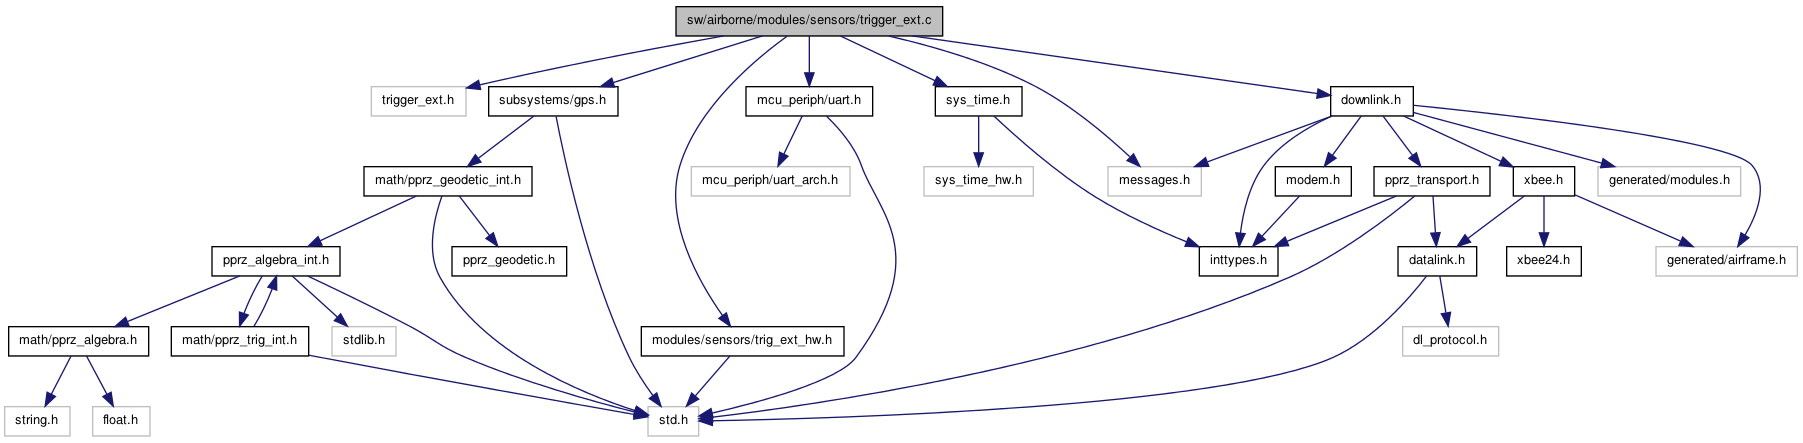 sw/airborne/modules/sensors/trigger_ext.c
trigger_ext.h
subsystems/gps.h
mcu_periph/uart.h
sys_time.h
downlink.h
math/pprz_geodetic_int.h
mcu_periph/uart_arch.h
sys_time_hw.h
messages.h
modem.h
pprz_transport.h
xbee.h
generated/modules.h
pprz_algebra_int.h
pprz_geodetic.h
inttypes.h
datalink.h
xbee24.h
generated/airframe.h
math/pprz_algebra.h
math/pprz_trig_int.h
stdlib.h
modules/sensors/trig_ext_hw.h
dl_protocol.h
string.h
float.h
std.h